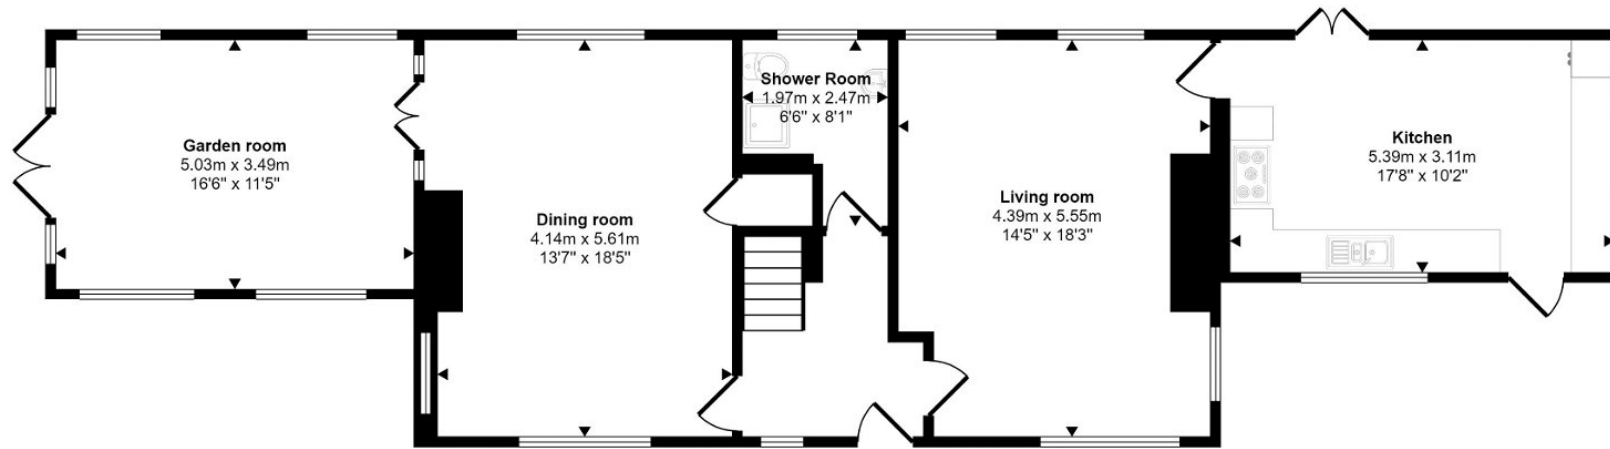 Garden room
5.03m x 3.49m
16'6" x 11'5"
Dining room
4.14m x 5.61m
13'7" x 18'5"
Shower Room
1.97m x 2.47m
6'6" x 8'1"
Living room
4.39m x 5.55m
14'5" x 18'3"
Kitchen
5.39m x 3.11m
17'8" x 10'2"